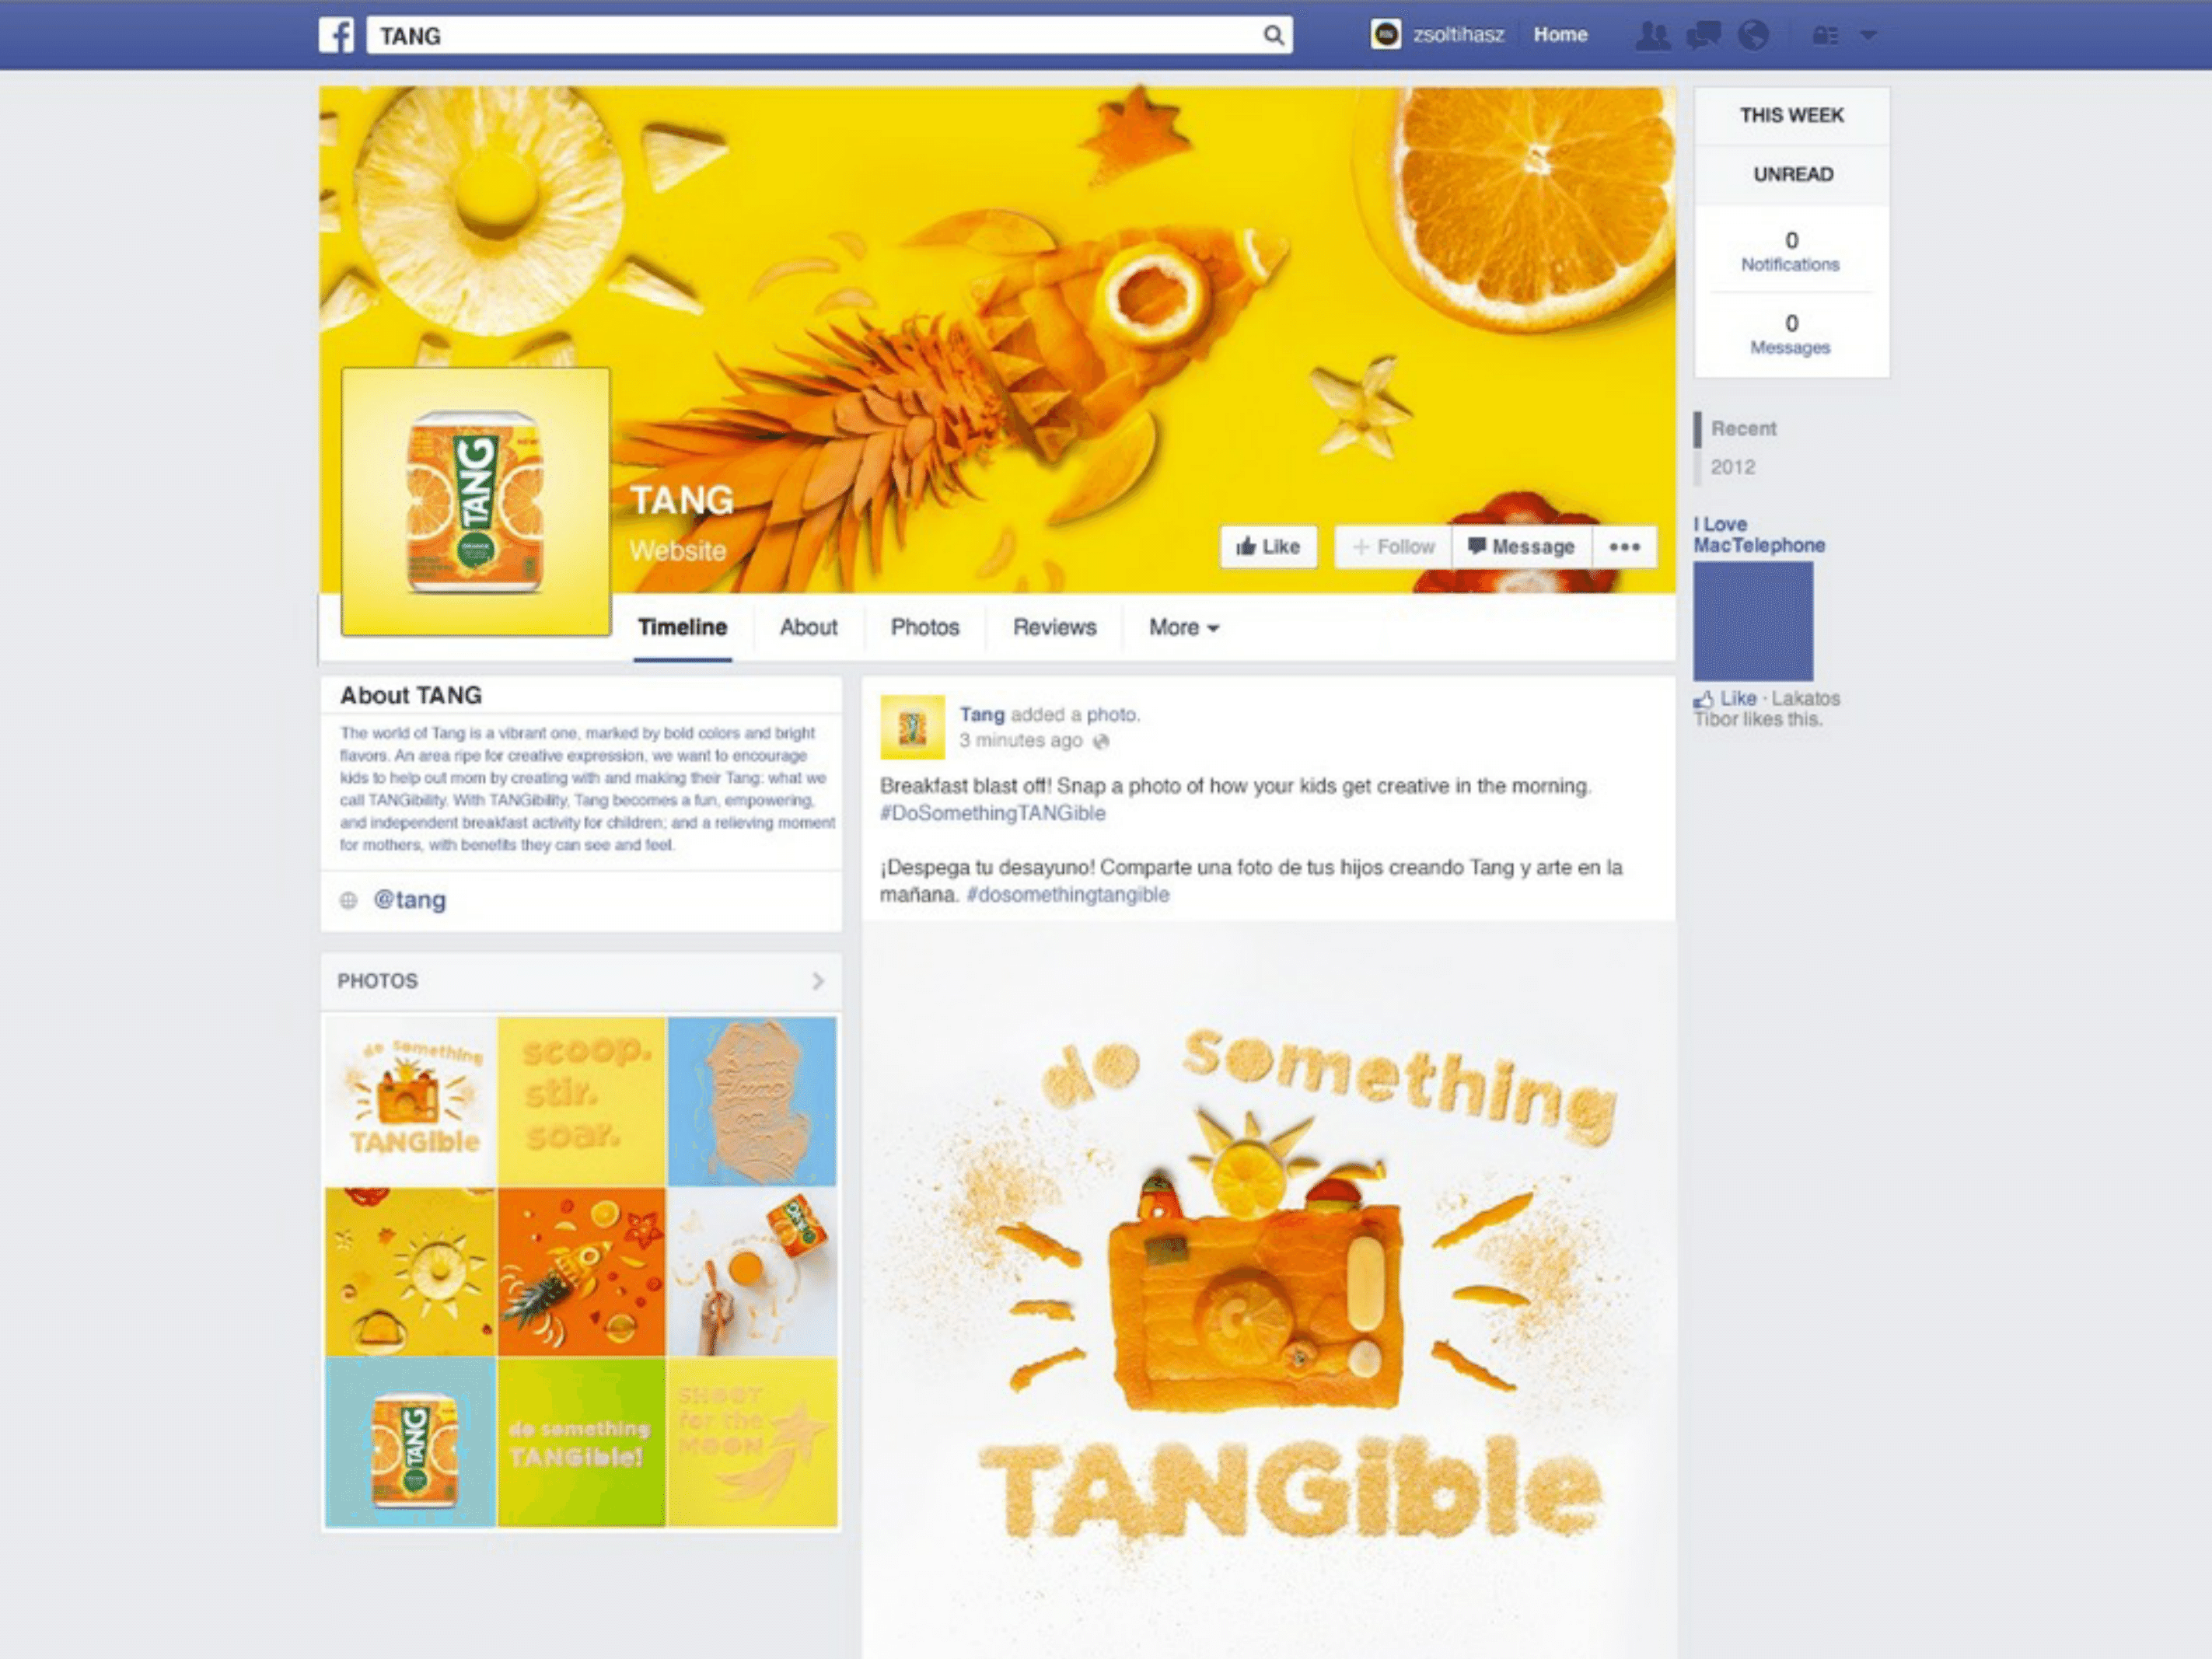 TANG
zsoltihasz
Home
THIS WEEK
UNREAD
0
Notifications
0
Messages
Recent
2012
I Love
MacTelephone
Like · Lakatos
Tibor likes this.
TANG
ORANGE
TANG
Website
Like
+ Follow
Message
Timeline
About
Photos
Reviews
More
About TANG
The world of Tang is a vibrant one, marked by bold colors and bright
flavors. An area ripe for creative expression, we want to encourage
kids to help out mom by creating with and making their Tang: what we
call TANGibility. With TANGibility, Tang becomes a fun, empowering,
and independent breakfast activity for children; and a relieving moment
for mothers, with benefits they can see and feel.
@tang
PHOTOS
do something
TANGible
scoop.
stir.
soar.
TANG
TANG
do something
TANGible!
SHOOT
for the
MOON
Tang added a photo.
3 minutes ago
Breakfast blast off! Snap a photo of how your kids get creative in the morning.
#DoSomethingTANGible
¡Despega tu desayuno! Comparte una foto de tus hijos creando Tang y arte en la
mañana. #dosomethingtangible
do something
TANGible